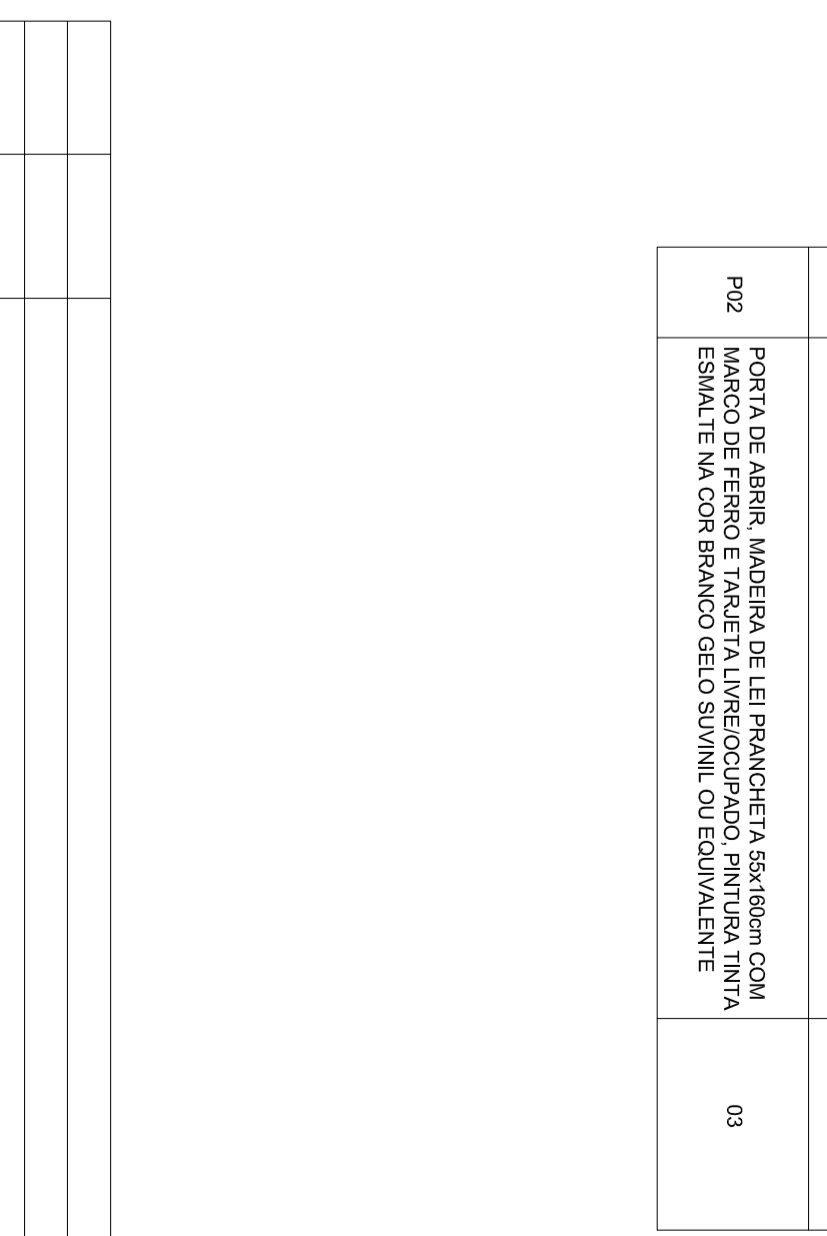 P02
PORTA DE ABRIR, MADEIRA DE LEI PRANCHETA 55x160cm COM
MARCO DE FERRO E TARJETA LIVRE/OCUPADO, PINTURA TINTA
ESMALTE NA COR BRANCO GELO SUVINIL OU EQUIVALENTE
03